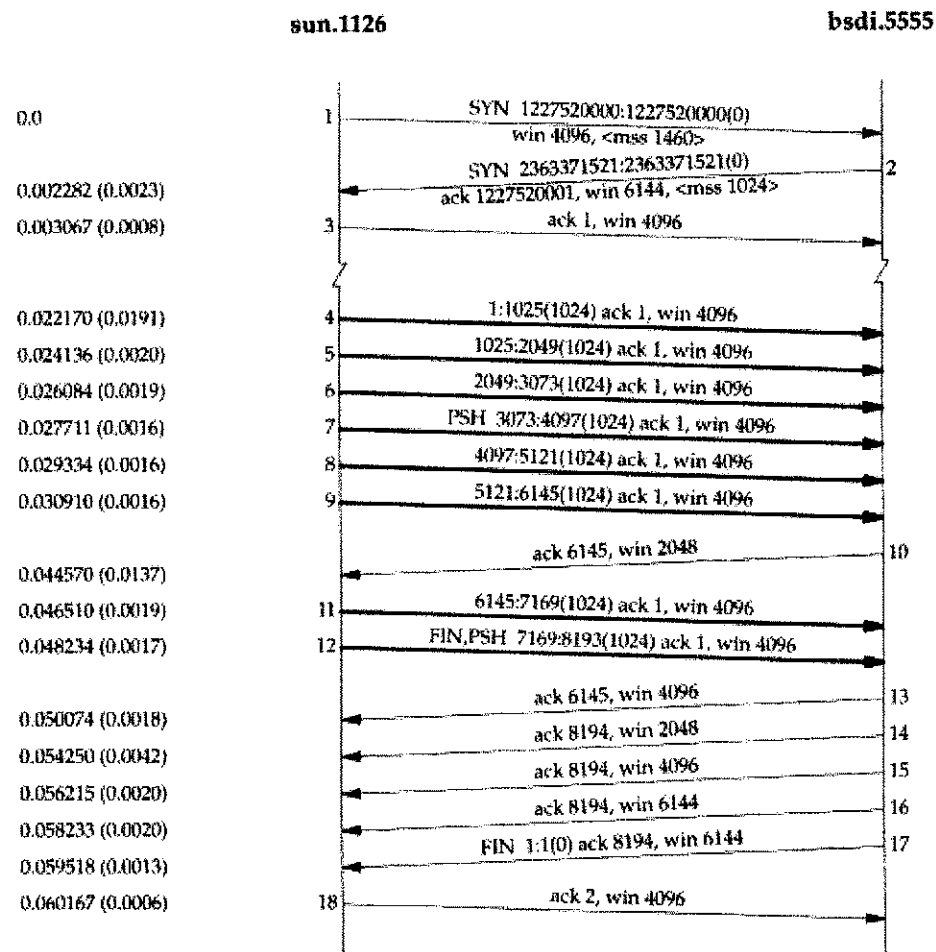 sun.1126 bsdi.5555
0.0 1 SYN 1227520000:1227520000(0)
win 4096, <mss 1460>
SYN 2363371521:2363371521(0) 2
0.002282 (0.0023) ack 1227520001, win 6144, <mss 1024>
0.003067 (0.0008) 3 ack 1, win 4096
0.022170 (0.0191) 4 1:1025(1024) ack 1, win 4096
0.024136 (0.0020) 5 1025:2049(1024) ack 1, win 4096
0.026084 (0.0019) 6 2049:3073(1024) ack 1, win 4096
0.027711 (0.0016) 7 PSH 3073:4097(1024) ack 1, win 4096
0.029334 (0.0016) 8 4097:5121(1024) ack 1, win 4096
0.030910 (0.0016) 9 5121:6145(1024) ack 1, win 4096
ack 6145, win 2048 10
0.044570 (0.0137)
0.046510 (0.0019) 11 6145:7169(1024) ack 1, win 4096
0.048234 (0.0017) 12 FIN,PSH 7169:8193(1024) ack 1, win 4096
ack 6145, win 4096 13
0.050074 (0.0018)
ack 8194, win 2048 14
0.054250 (0.0042)
ack 8194, win 4096 15
0.056215 (0.0020)
ack 8194, win 6144 16
0.058233 (0.0020)
FIN 1:1(0) ack 8194, win 6144 17
0.059518 (0.0013)
0.060167 (0.0006) 18 ack 2, win 4096